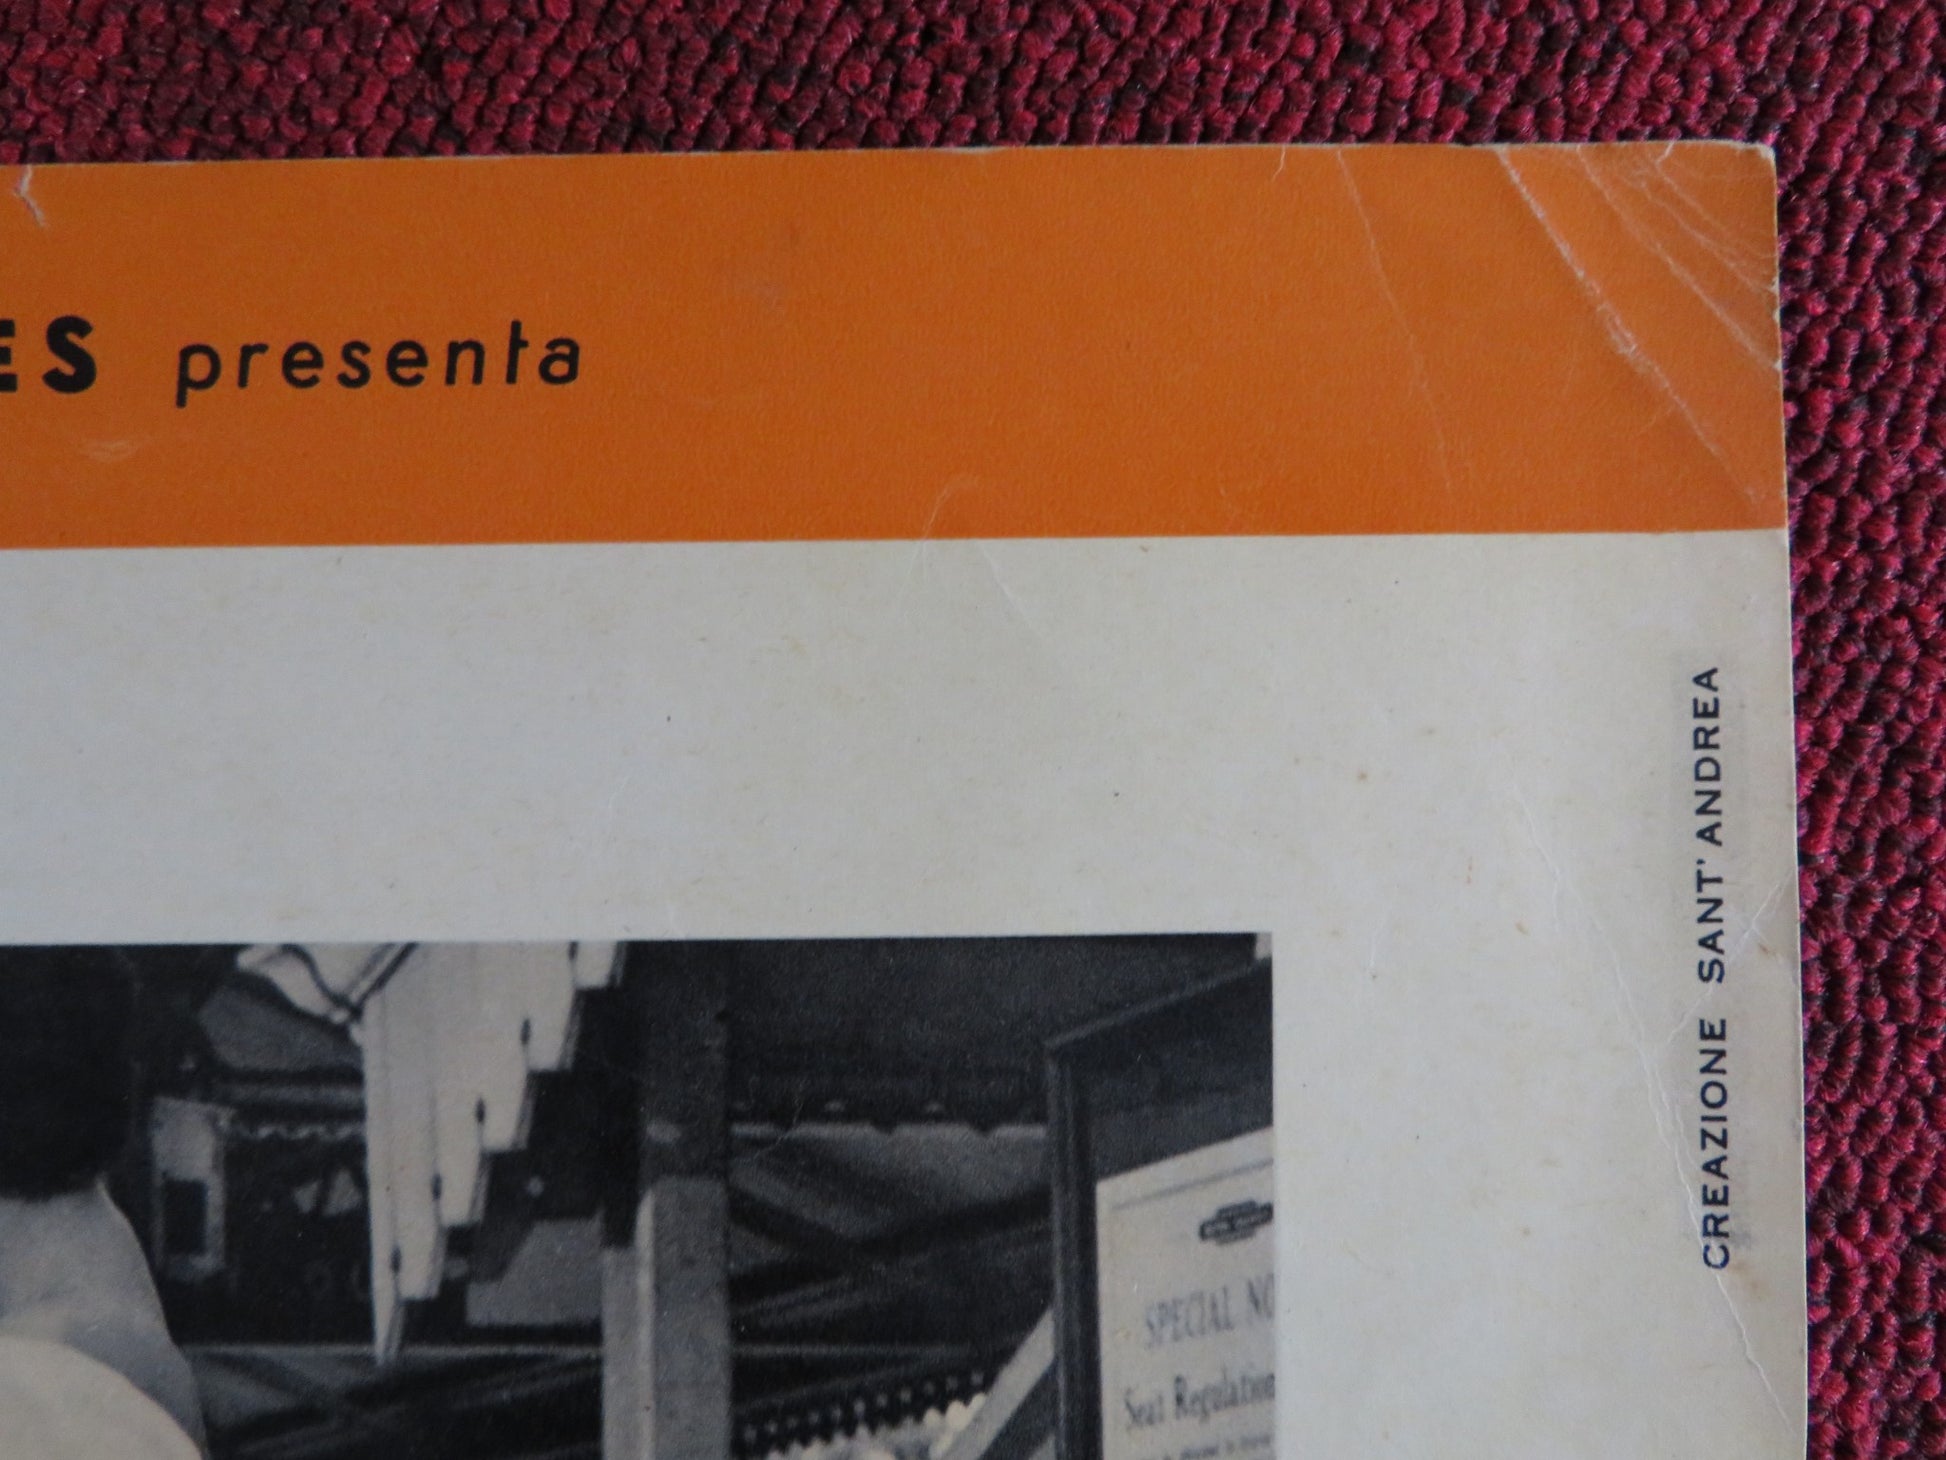 ES presenta
CREAZIONE SANT'ANDREA
SPECIAL NO
Seat Regulation